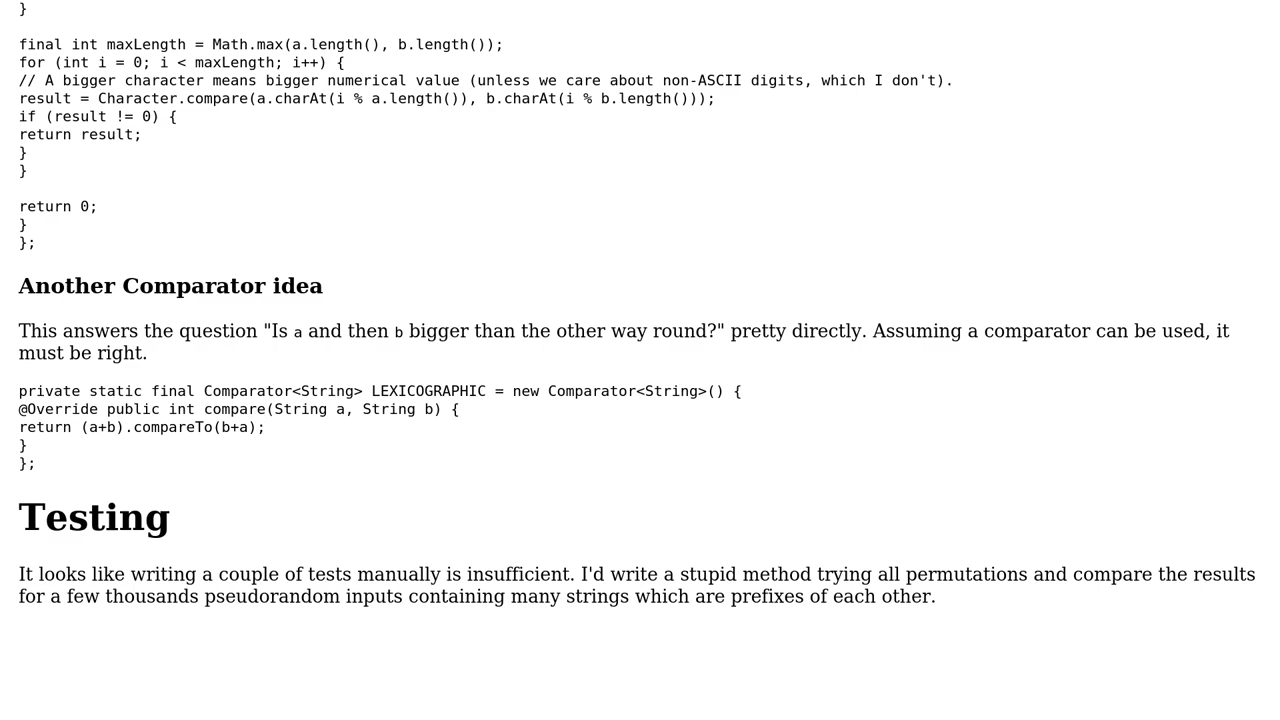 }
final int maxLength = Math.max(a.length(), b.length());
for (int i = 0; i < maxLength; i++) {
// A bigger character means bigger numerical value (unless we care about non-ASCII digits, which I don't).
result = Character.compare(a.charAt(i % a.length()), b.charAt(i % b.length()));
if (result != 0) {
return result;
}
}
return 0;
}
};
Another Comparator idea
This answers the question "Is a and then b bigger than the other way round?" pretty directly. Assuming a comparator can be used, it
must be right.
private static final Comparator<String> LEXICOGRAPHIC = new Comparator<String>() {
@Override public int compare(String a, String b) {
return (a+b).compareTo(b+a);
}
};
Testing
It looks like writing a couple of tests manually is insufficient. I'd write a stupid method trying all permutations and compare the results
for a few thousands pseudorandom inputs containing many strings which are prefixes of each other.